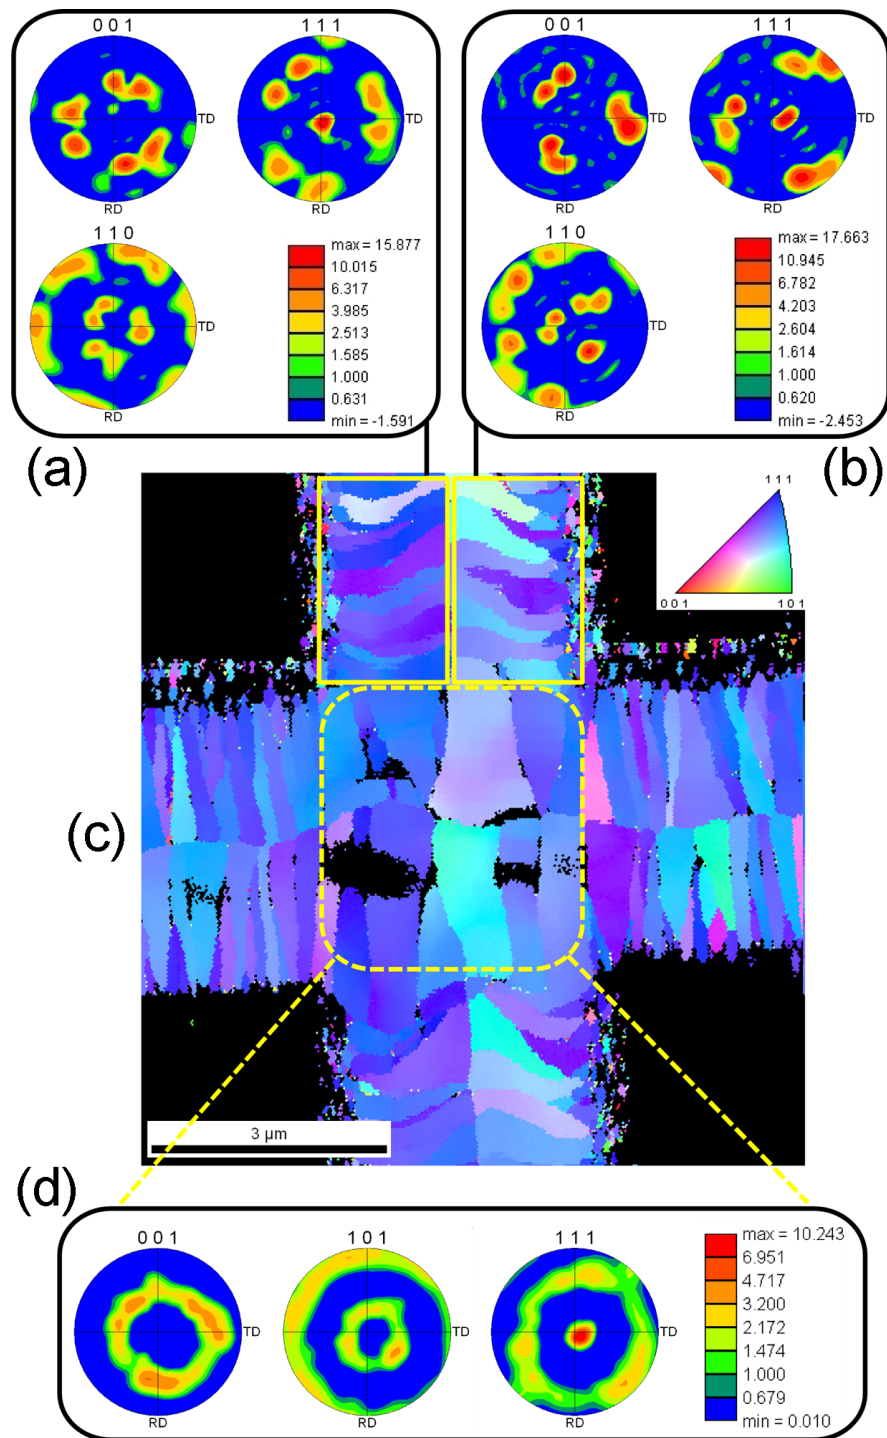 0 0 1
1 1 1
TD
TD
RD
RD
1 1 0
TD
RD
max = 15.877
10.015
6.317
3.985
2.513
1.585
1.000
0.631
min = -1.591
0 0 1
1 1 1
TD
TD
RD
RD
1 1 0
TD
RD
max = 17.663
10.945
6.782
4.203
2.604
1.614
1.000
0.620
min = -2.453
(a)
(b)
1 1 1
0 0 1
1 0 1
(c)
3 µm
(d)
0 0 1
1 0 1
1 1 1
TD
TD
TD
RD
RD
RD
max = 10.243
6.951
4.717
3.200
2.172
1.474
1.000
0.679
min = 0.010